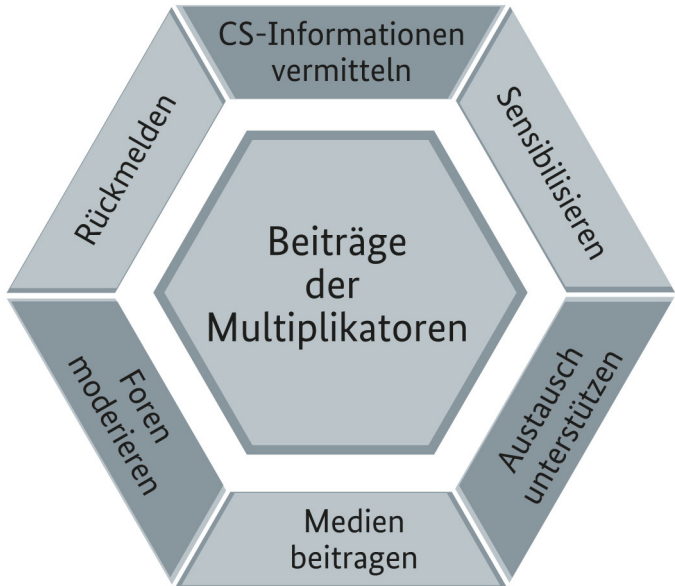 CS-Informationen
vermitteln
Sensibilisieren
Austausch
unterstützen
Medien
beitragen
Foren
moderieren
Rückmelden
Beiträge
der
Multiplikatoren